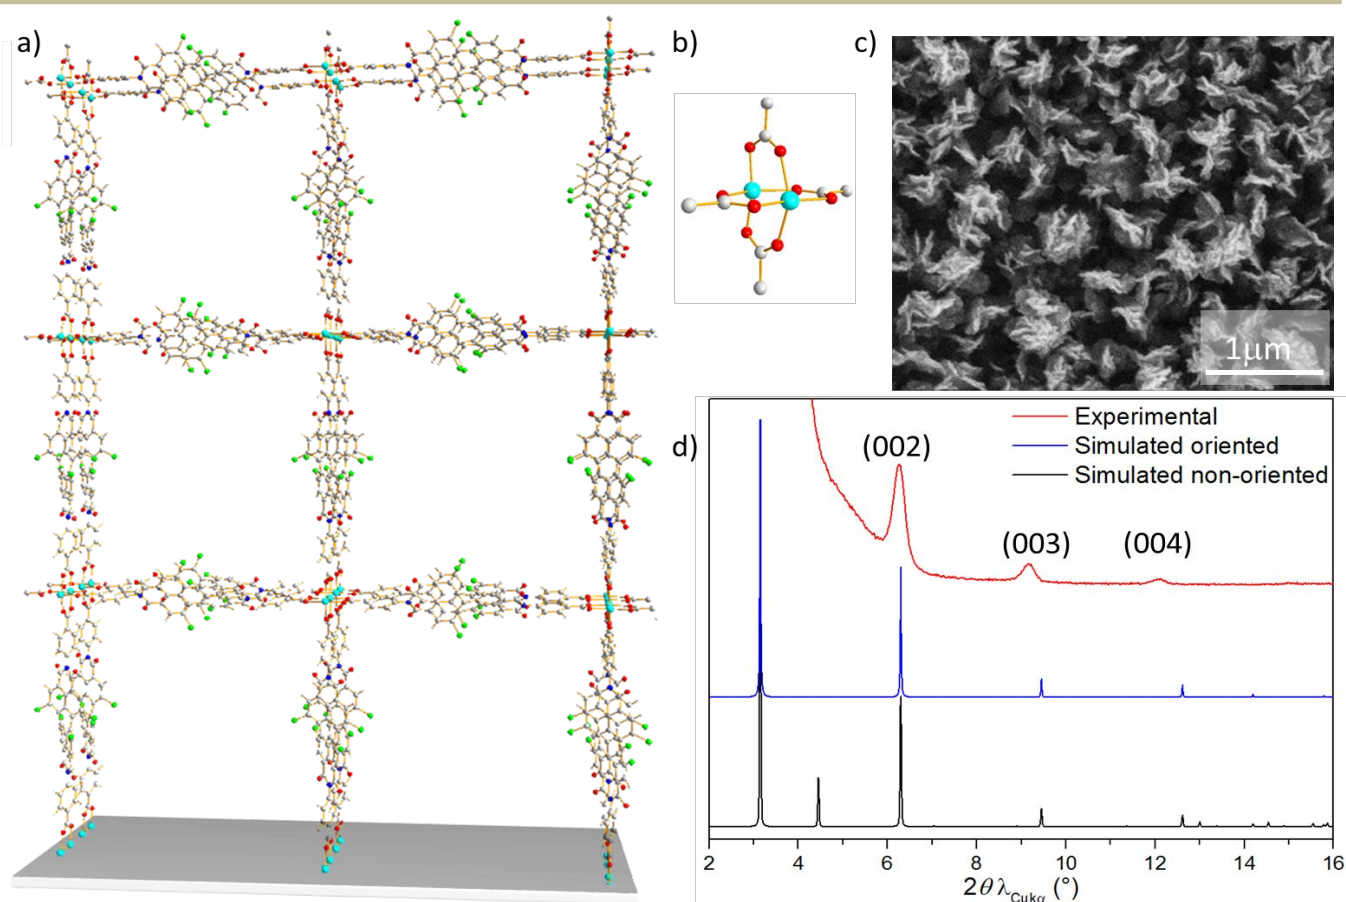 a)
b)
c)
1μm
d)
Experimental
Simulated oriented
Simulated non-oriented
(002)
(003)
(004)
2 4 6 8 10 12 14 16
2θ λCukα (°)